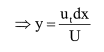 ⇒ y = u_t dx / U